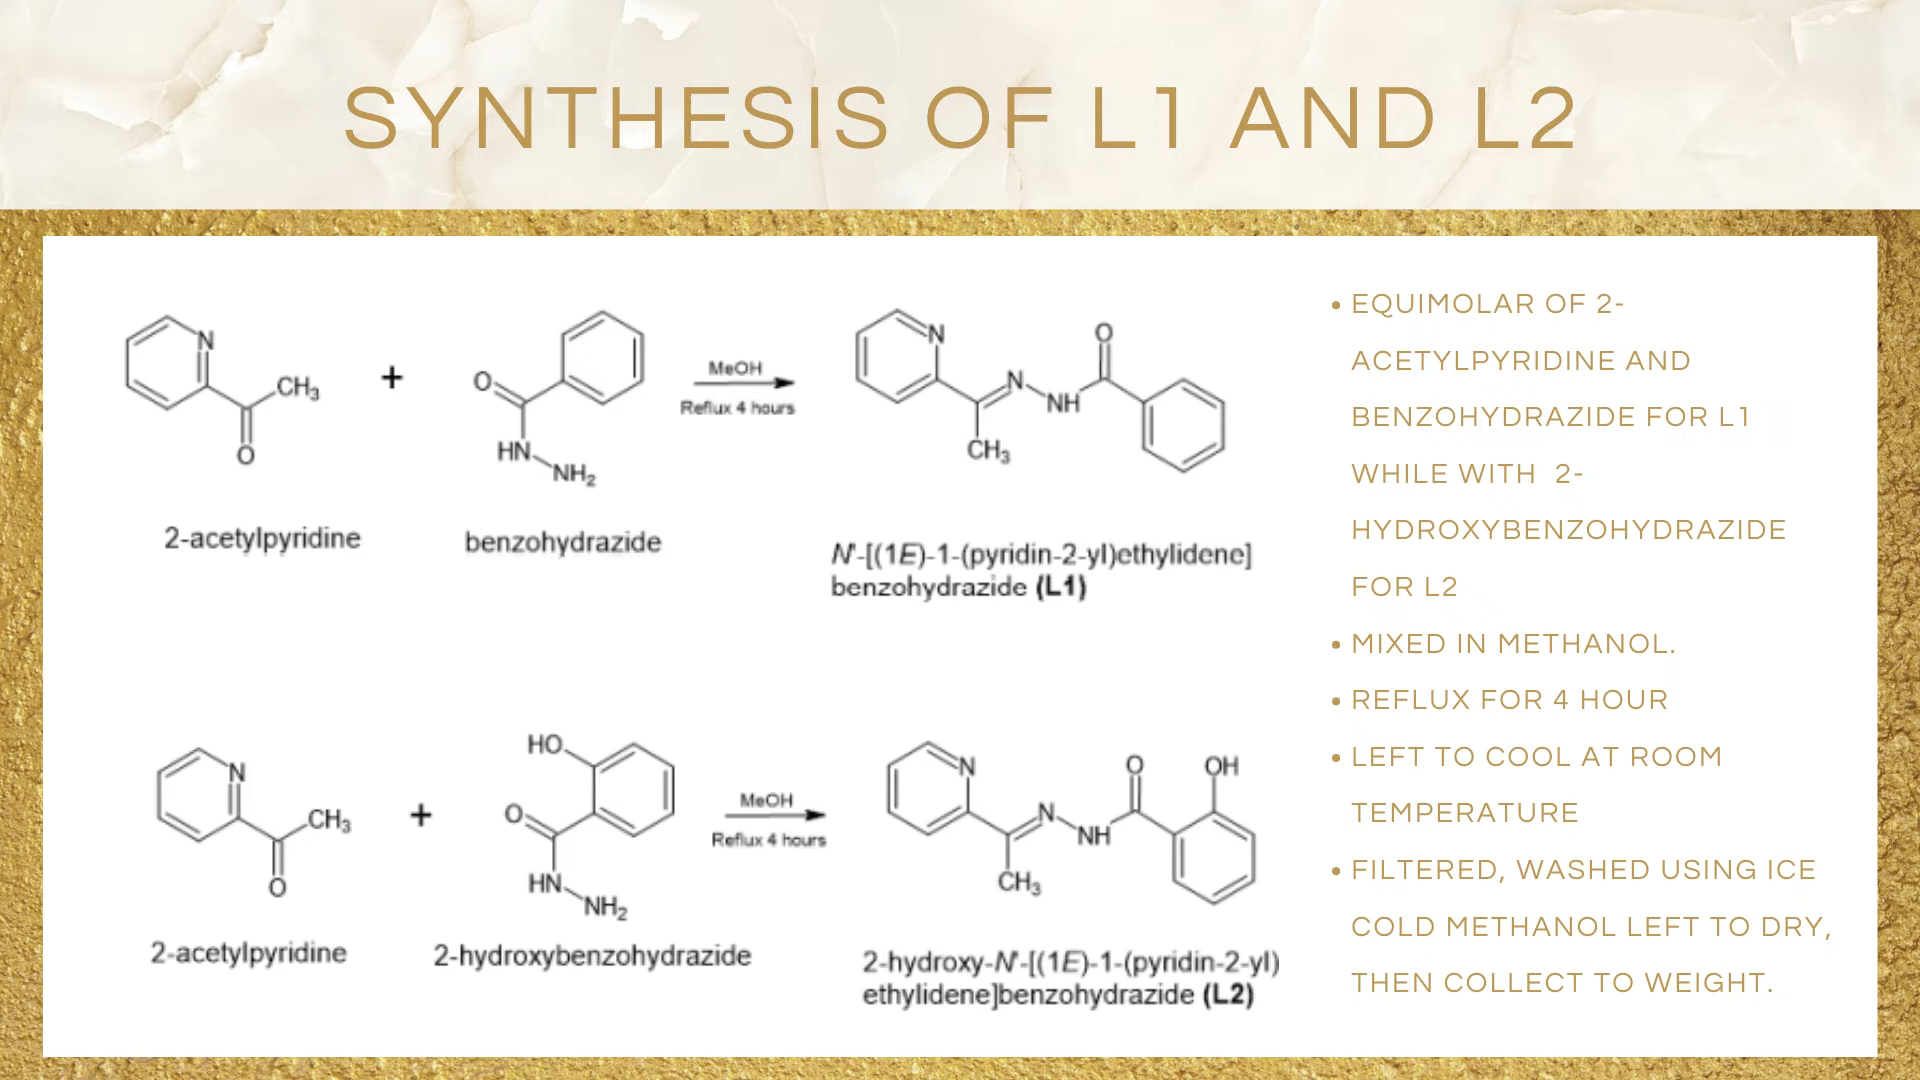 SYNTHESIS OF L1 AND L2
N
CH3
O
+
O
HN
NH2
MeOH
Reflux 4 hours
N
N
NH
O
CH3
2-acetylpyridine
benzohydrazide
N'-[(1E)-1-(pyridin-2-yl)ethylidene]
benzohydrazide (L1)
N
CH3
O
+
HO
O
HN
NH2
MeOH
Reflux 4 hours
N
N
NH
O
OH
CH3
2-acetylpyridine
2-hydroxybenzohydrazide
2-hydroxy-N'-[(1E)-1-(pyridin-2-yl)
ethylidene]benzohydrazide (L2)
• EQUIMOLAR OF 2-
ACETYLPYRIDINE AND
BENZOHYDRAZIDE FOR L1
WHILE WITH 2-
HYDROXYBENZOHYDRAZIDE
FOR L2
• MIXED IN METHANOL.
• REFLUX FOR 4 HOUR
• LEFT TO COOL AT ROOM
TEMPERATURE
• FILTERED, WASHED USING ICE
COLD METHANOL LEFT TO DRY,
THEN COLLECT TO WEIGHT.